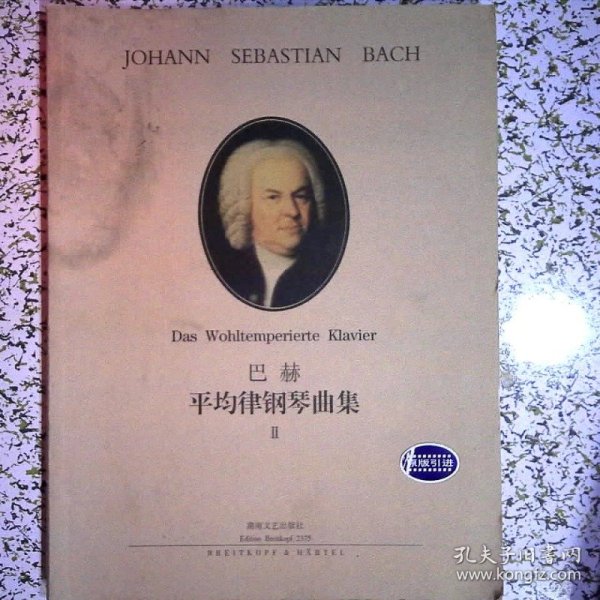 JOHANN SEBASTIAN BACH
Das Wohltemperierte Klavier
巴赫
平均律钢琴曲集
II
原版引进
湖南文艺出版社
Edition Breitkopf 2375
BREITKOPF & HÄRTEL
孔夫子旧书网
www.kongfz.com